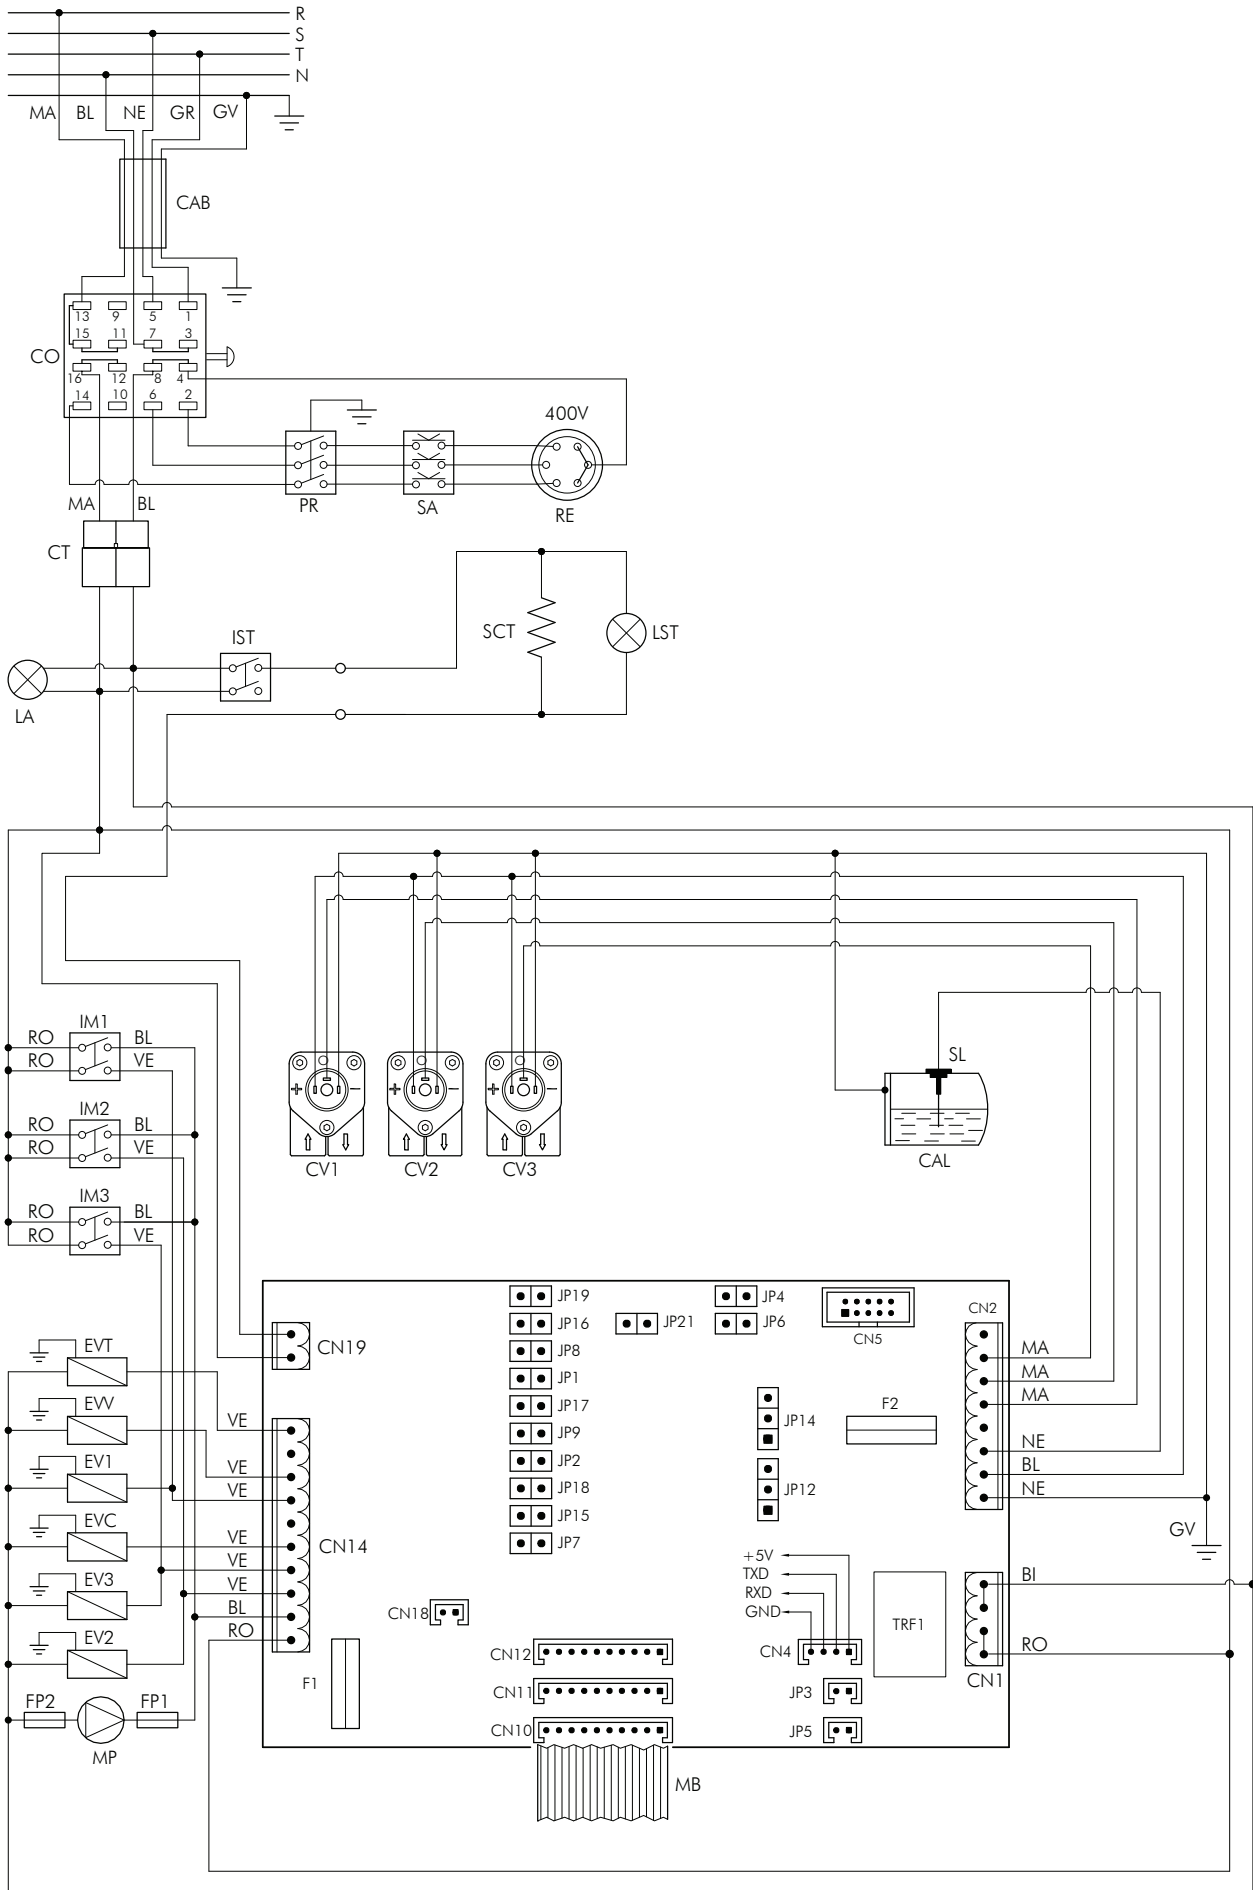 R
S
T
N
MA BL NE GR GV
CAB
13 9 5 1
15 11 7 3
CO
16 12 8 4
14 10 6 2
400V
PR
SA
RE
MA BL
CT
IST
SCT
LST
LA
IM1
RO BL
RO VE
IM2
RO BL
RO VE
IM3
RO BL
RO VE
SL
+ − + − + −
CV1 CV2 CV3
CAL
JP19
JP16
JP8
JP1
JP17
JP9
JP2
JP18
JP15
JP7
JP21
JP4
JP6
CN5
CN2
CN19
EVT
EVV
EV1
EVC
EV3
EV2
VE
VE
VE
VE
VE
VE
BL
RO
CN14
JP14
JP12
F2
MA
MA
MA
NE
BL
NE
GV
+5V
TXD
RXD
GND
CN4
TRF1
BI
RO
CN1
CN18
F1
CN12
CN11
CN10
JP3
JP5
FP2 FP1
MP
MB